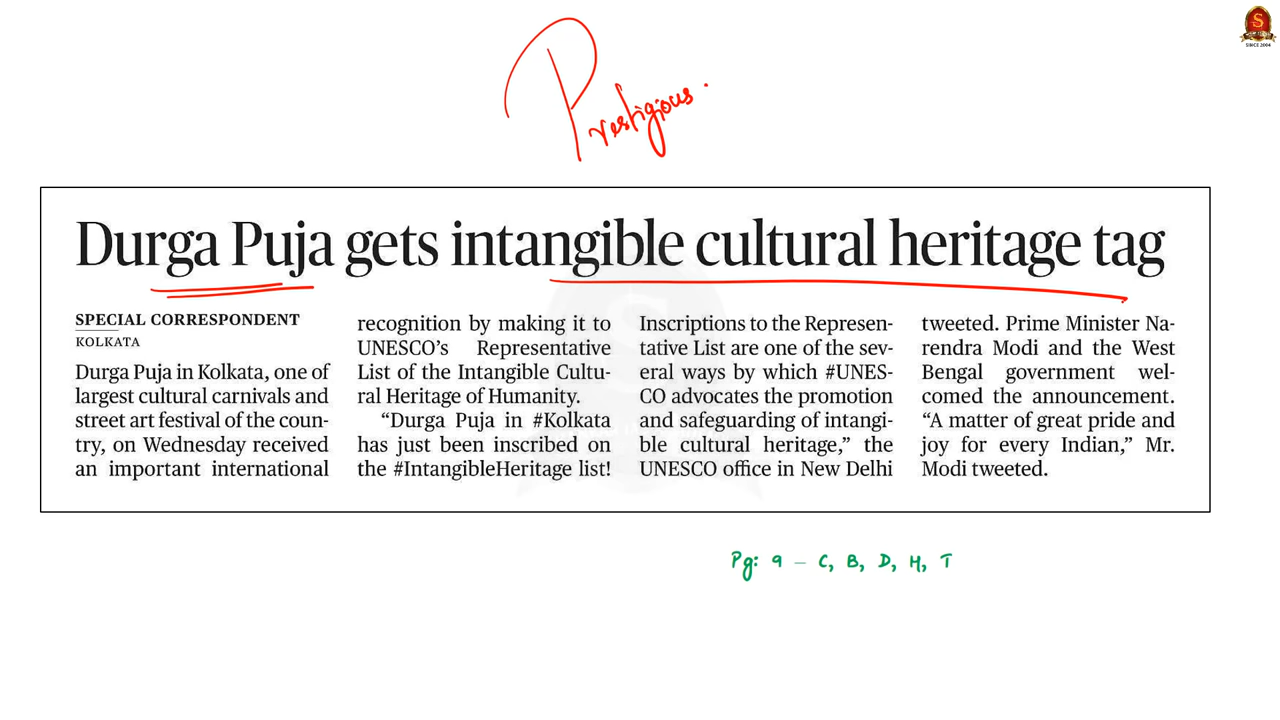 Prestigious.
S
SINCE 2004
Durga Puja gets intangible cultural heritage tag
SPECIAL CORRESPONDENT
KOLKATA
Durga Puja in Kolkata, one of
largest cultural carnivals and
street art festival of the coun-
try, on Wednesday received
an important international
recognition by making it to
UNESCO’s Representative
List of the Intangible Cultu-
ral Heritage of Humanity.
“Durga Puja in #Kolkata
has just been inscribed on
the #IntangibleHeritage list!
Inscriptions to the Represen-
tative List are one of the sev-
eral ways by which #UNES-
CO advocates the promotion
and safeguarding of intangi-
ble cultural heritage,” the
UNESCO office in New Delhi
tweeted. Prime Minister Na-
rendra Modi and the West
Bengal government wel-
comed the announcement.
“A matter of great pride and
joy for every Indian,” Mr.
Modi tweeted.
Pg: 9 – C, B, D, H, T